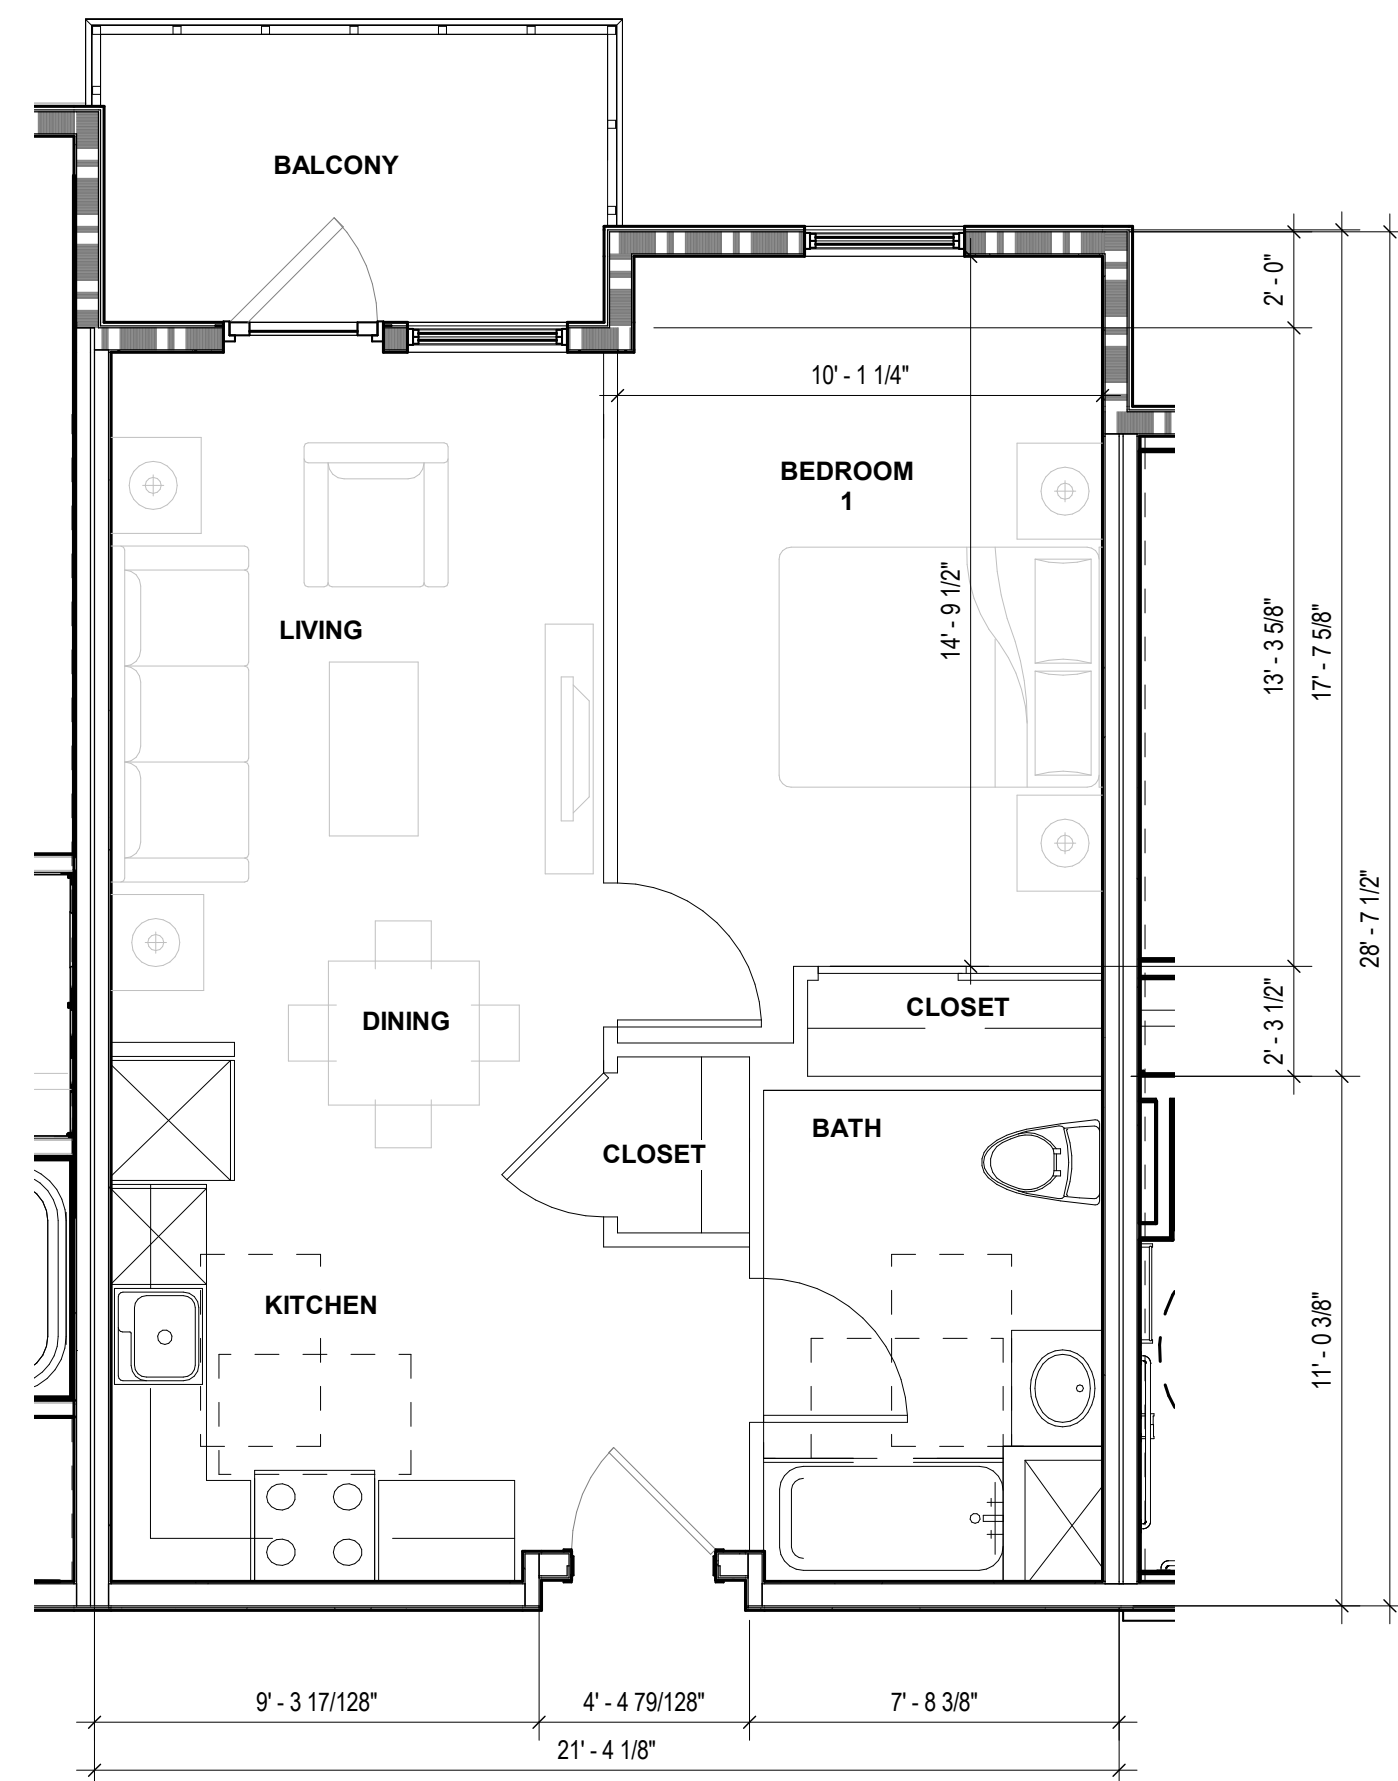 BALCONY
2' - 0"
10' - 1 1/4"
BEDROOM
1
14' - 9 1/2"
13' - 3 5/8"
17' - 7 5/8"
LIVING
28' - 7 1/2"
CLOSET
DINING
2' - 3 1/2"
BATH
CLOSET
KITCHEN
11' - 0 3/8"
9' - 3 17/128"
4' - 4 79/128"
7' - 8 3/8"
21' - 4 1/8"